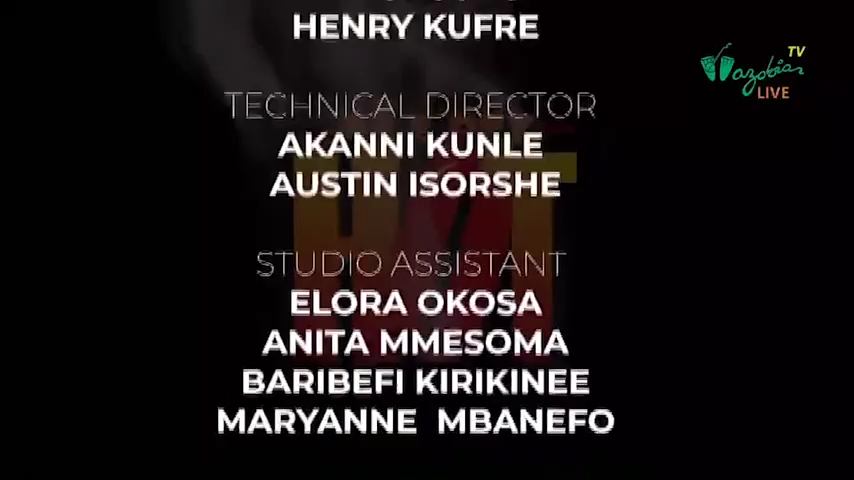 HENRY KUFRE
TV
Wazobia
LIVE
TECHNICAL DIRECTOR
AKANNI KUNLE
AUSTIN ISORSHE
STUDIO ASSISTANT
ELORA OKOSA
ANITA MMESOMA
BARIBEFI KIRIKINEE
MARYANNE MBANEFO